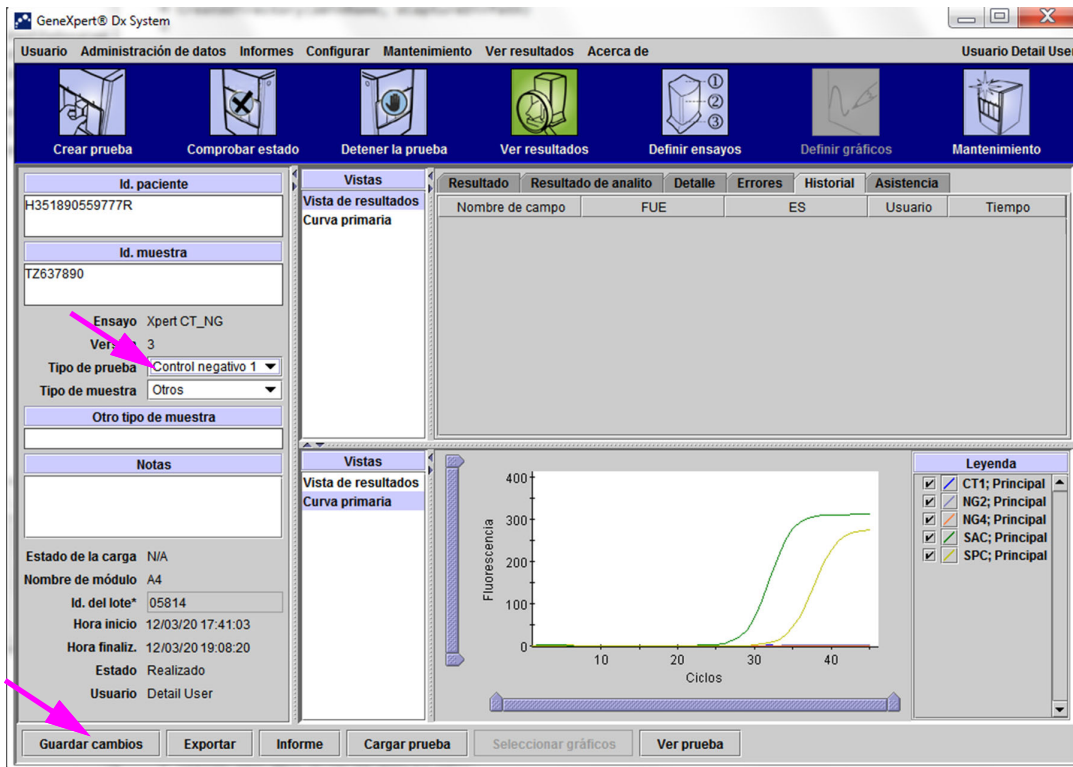 GeneXpert® Dx System
Usuario Administración de datos Informes Configurar Mantenimiento Ver resultados Acerca de Usuario Detail User
Crear prueba Comprobar estado Detener la prueba Ver resultados Definir ensayos Definir gráficos Mantenimiento
Id. paciente
H351890559777R
Id. muestra
TZ637890
Ensayo Xpert CT_NG
3
Tipo de prueba Control negativo 1
Tipo de muestra Otros
Otro tipo de muestra
Notas
Estado de la carga N/A
Nombre de módulo A4
Id. del lote* 05814
Hora inicio 12/03/20 17:41:03
Hora finaliz. 12/03/20 19:08:20
Estado Realizado
Usuario Detail User
Vistas
Vista de resultados
Curva primaria
Resultado Resultado de analito Detalle Errores Historial Asistencia
Nombre de campo FUE ES Usuario Tiempo
Vistas
Vista de resultados
Curva primaria
Fluorescencia
400
300
200
100
0
10 20 30 40
Ciclos
Leyenda
CT1; Principal
NG2; Principal
NG4; Principal
SAC; Principal
SPC; Principal
Guardar cambios Exportar Informe Cargar prueba Seleccionar gráficos Ver prueba